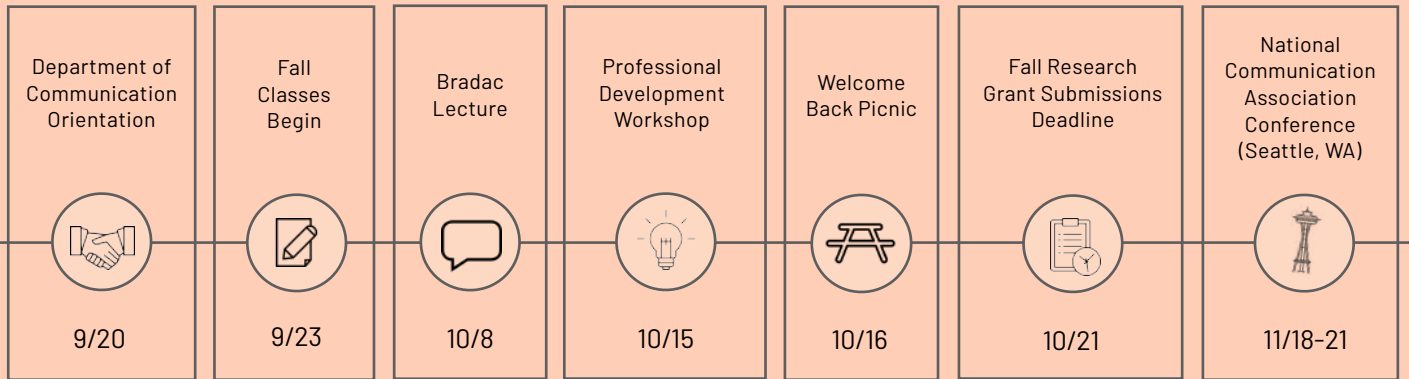 Department of
Communication
Orientation
9/20
Fall
Classes
Begin
9/23
Bradac
Lecture
10/8
Professional
Development
Workshop
10/15
Welcome
Back Picnic
10/16
Fall Research
Grant Submissions
Deadline
10/21
National
Communication
Association
Conference
(Seattle, WA)
11/18-21